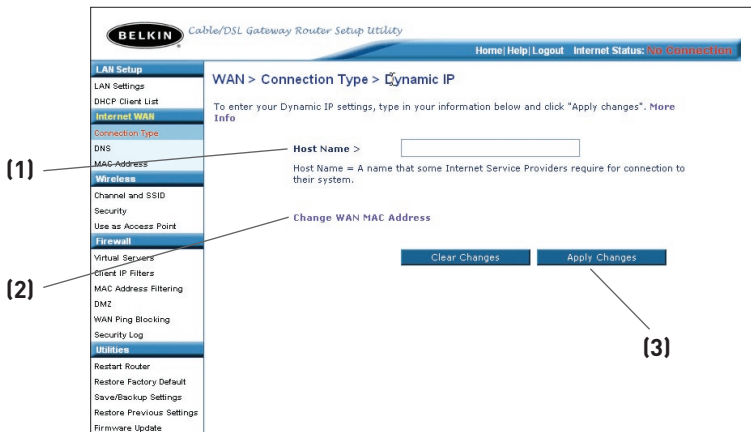 BELKIN
Cable/DSL Gateway Router Setup Utility
Home|Help|Logout Internet Status: No Connection
LAN Setup
LAN Settings
DHCP Client List
Internet WAN
Connection Type
DNS
MAC Address
Wireless
Channel and SSID
Security
Use as Access Point
Firewall
Virtual Servers
Client IP Filters
MAC Address Filtering
DMZ
WAN Ping Blocking
Security Log
Utilities
Restart Router
Restore Factory Default
Save/Backup Settings
Restore Previous Settings
Firmware Update
WAN > Connection Type > Dynamic IP
To enter your Dynamic IP settings, type in your information below and click "Apply changes". More
Info
(1)
Host Name >
Host Name = A name that some Internet Service Providers require for connection to
their system.
(2)
Change WAN MAC Address
Clear Changes
Apply Changes
(3)